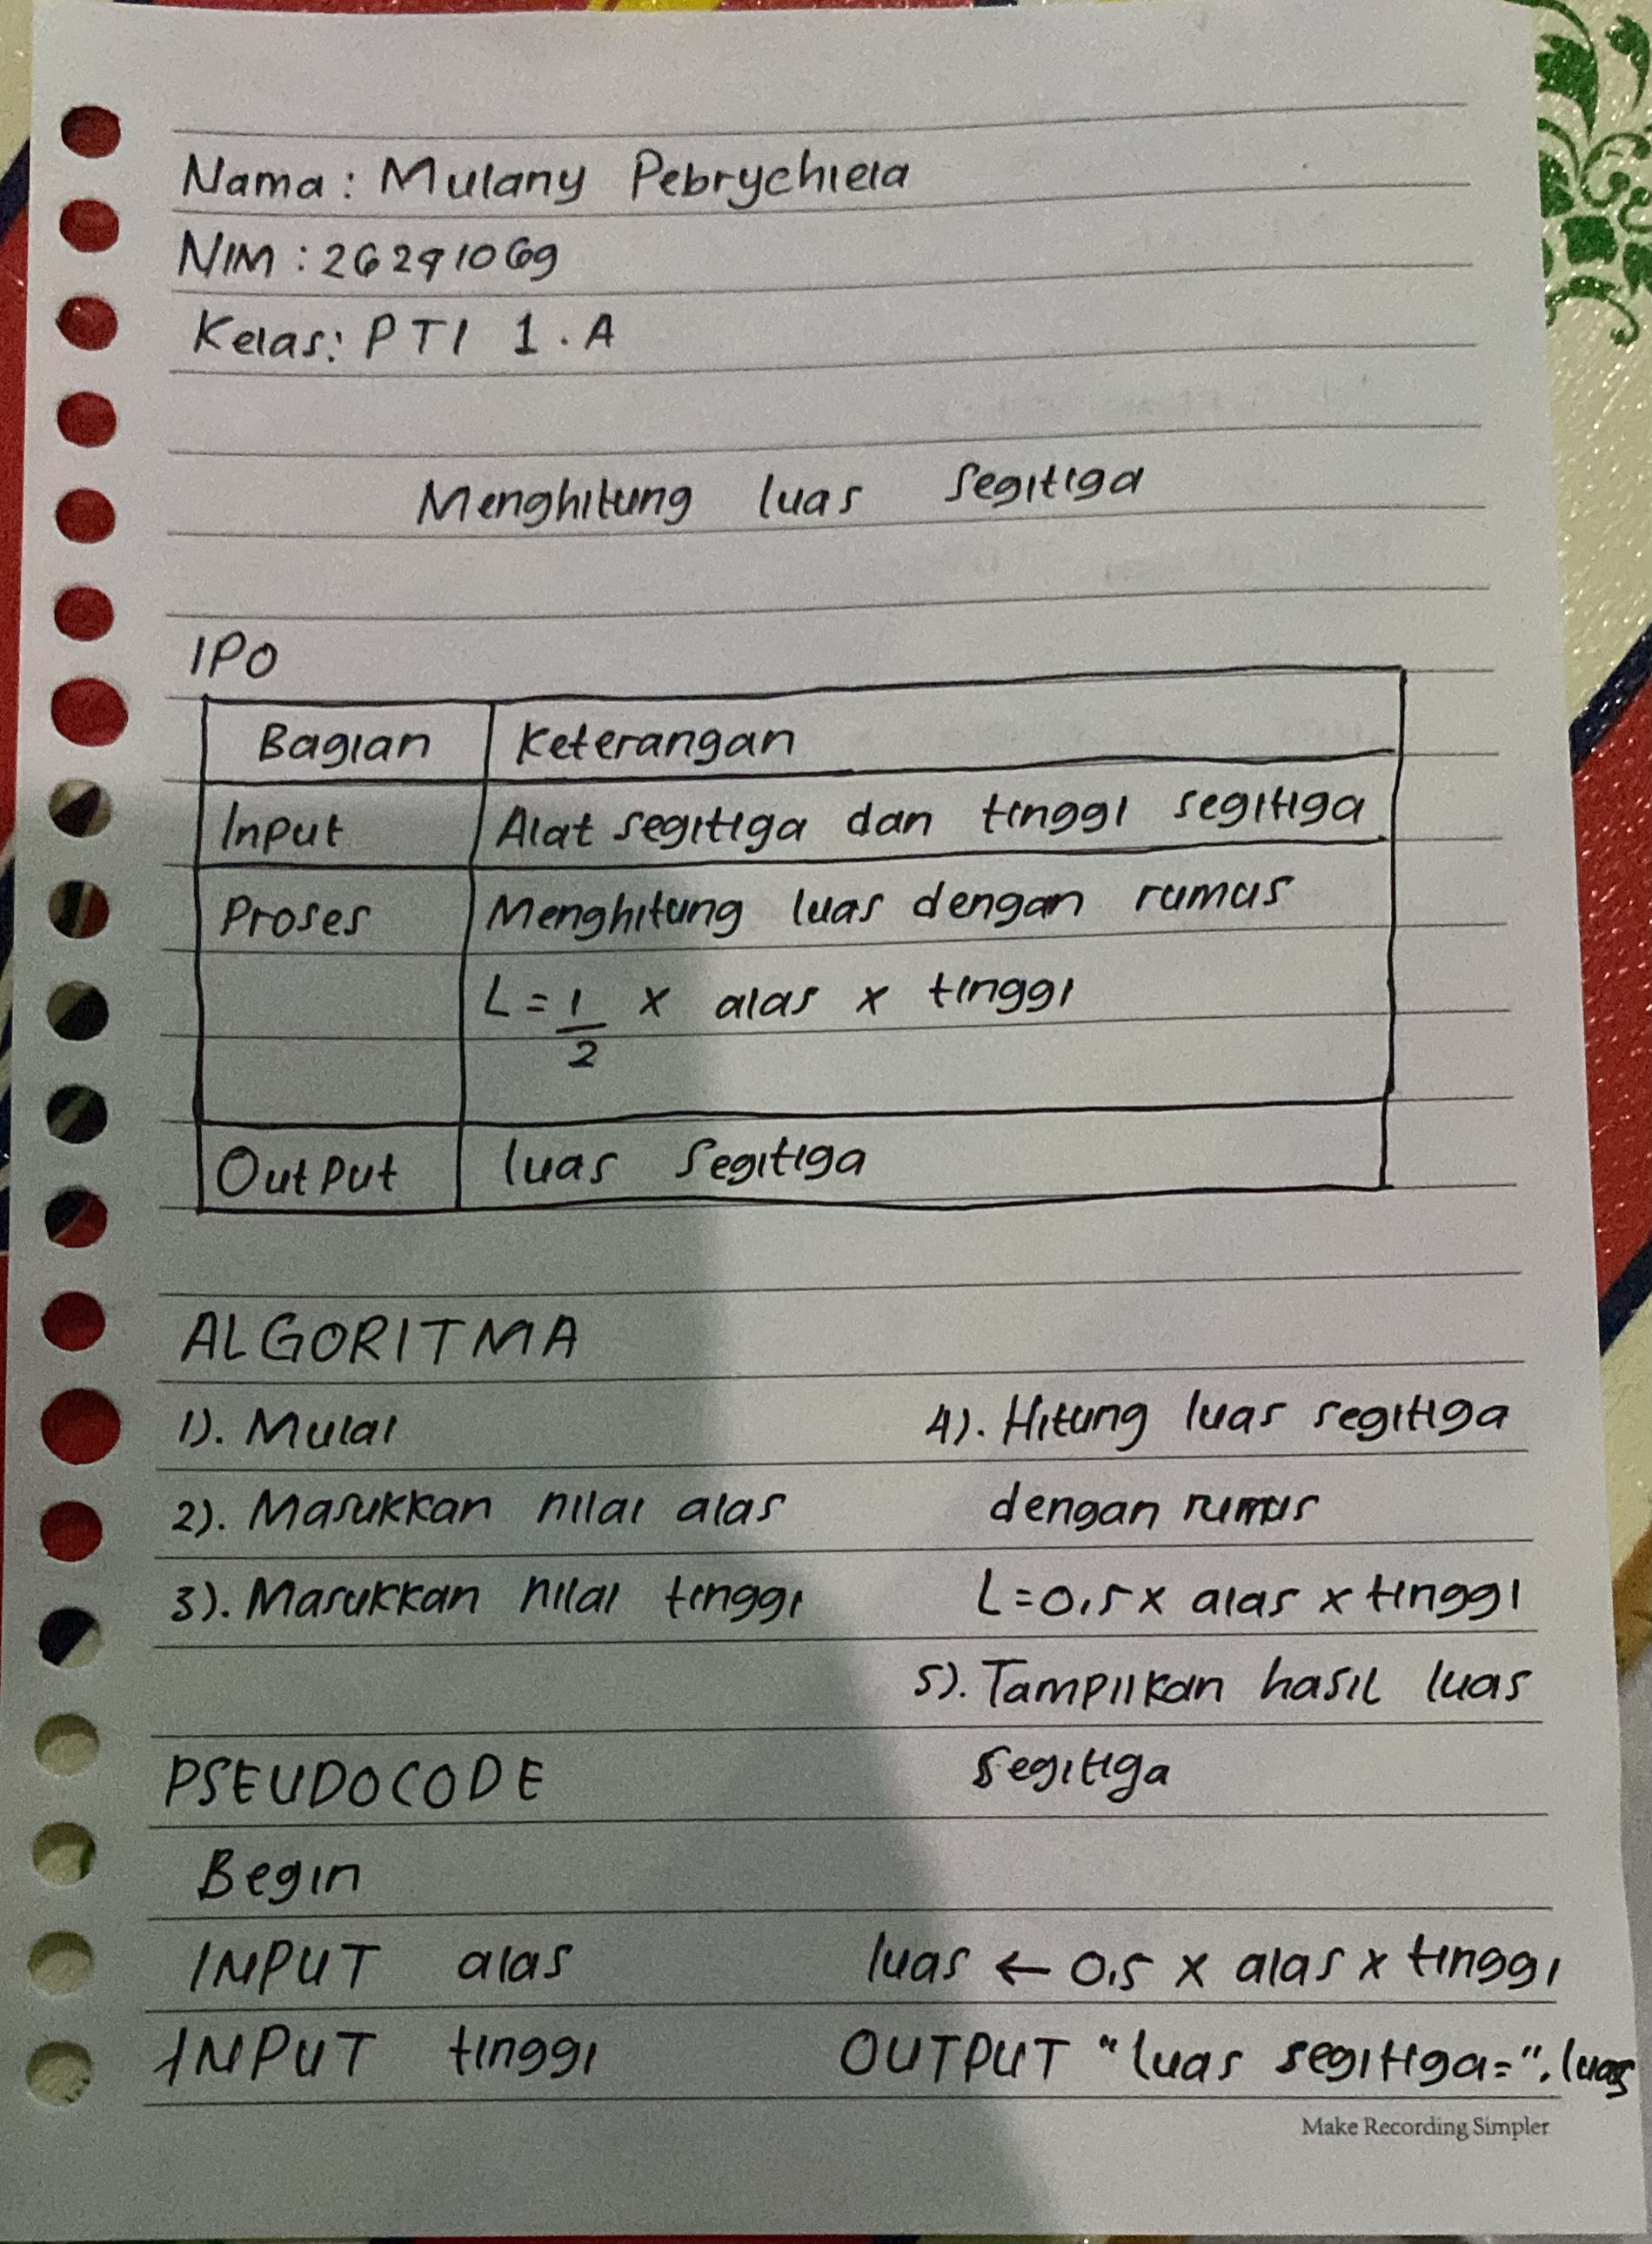 Nama : Mulany Pebrychiela
NIM : 26291069
Kelas: PTI 1.A
Menghitung luas segitiga
IPO
Bagian Keterangan
Input Alat segitiga dan tinggi segitiga
Proses Menghitung luas dengan rumus
L = 1/2 x alas x tinggi
Output luas segitiga
ALGORITMA
1). Mulai
2). Masukkan nilai alas
3). Masukkan nilai tinggi
4). Hitung luas segitiga
dengan rumus
L=0,5 x alas x tinggi
5). Tampilkan hasil luas
segitiga
PSEUDOCODE
Begin
INPUT alas
INPUT tinggi
luas ← 0.5 x alas x tinggi
OUTPUT "luas segitiga=". luas
Make Recording Simpler